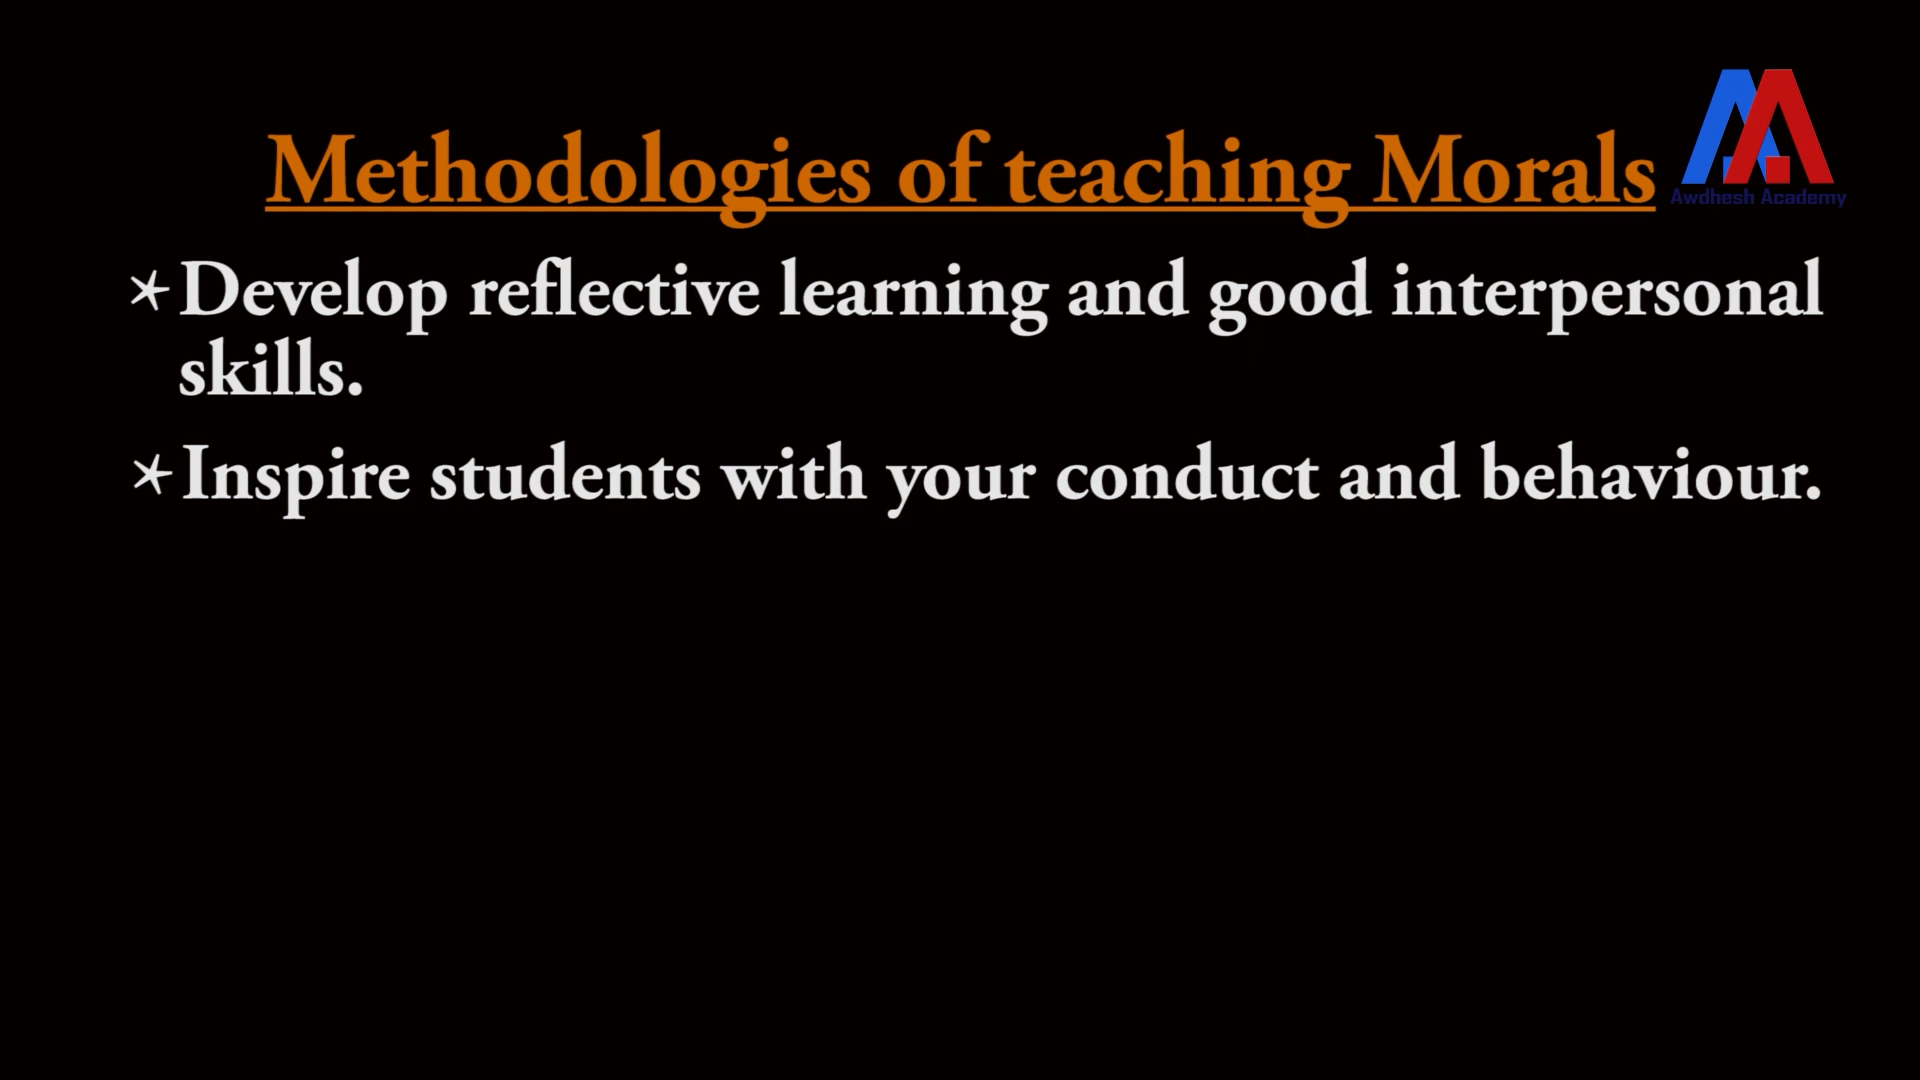 Methodologies of teaching Morals
Awdhesh Academy
*Develop reflective learning and good interpersonal
skills.
*Inspire students with your conduct and behaviour.